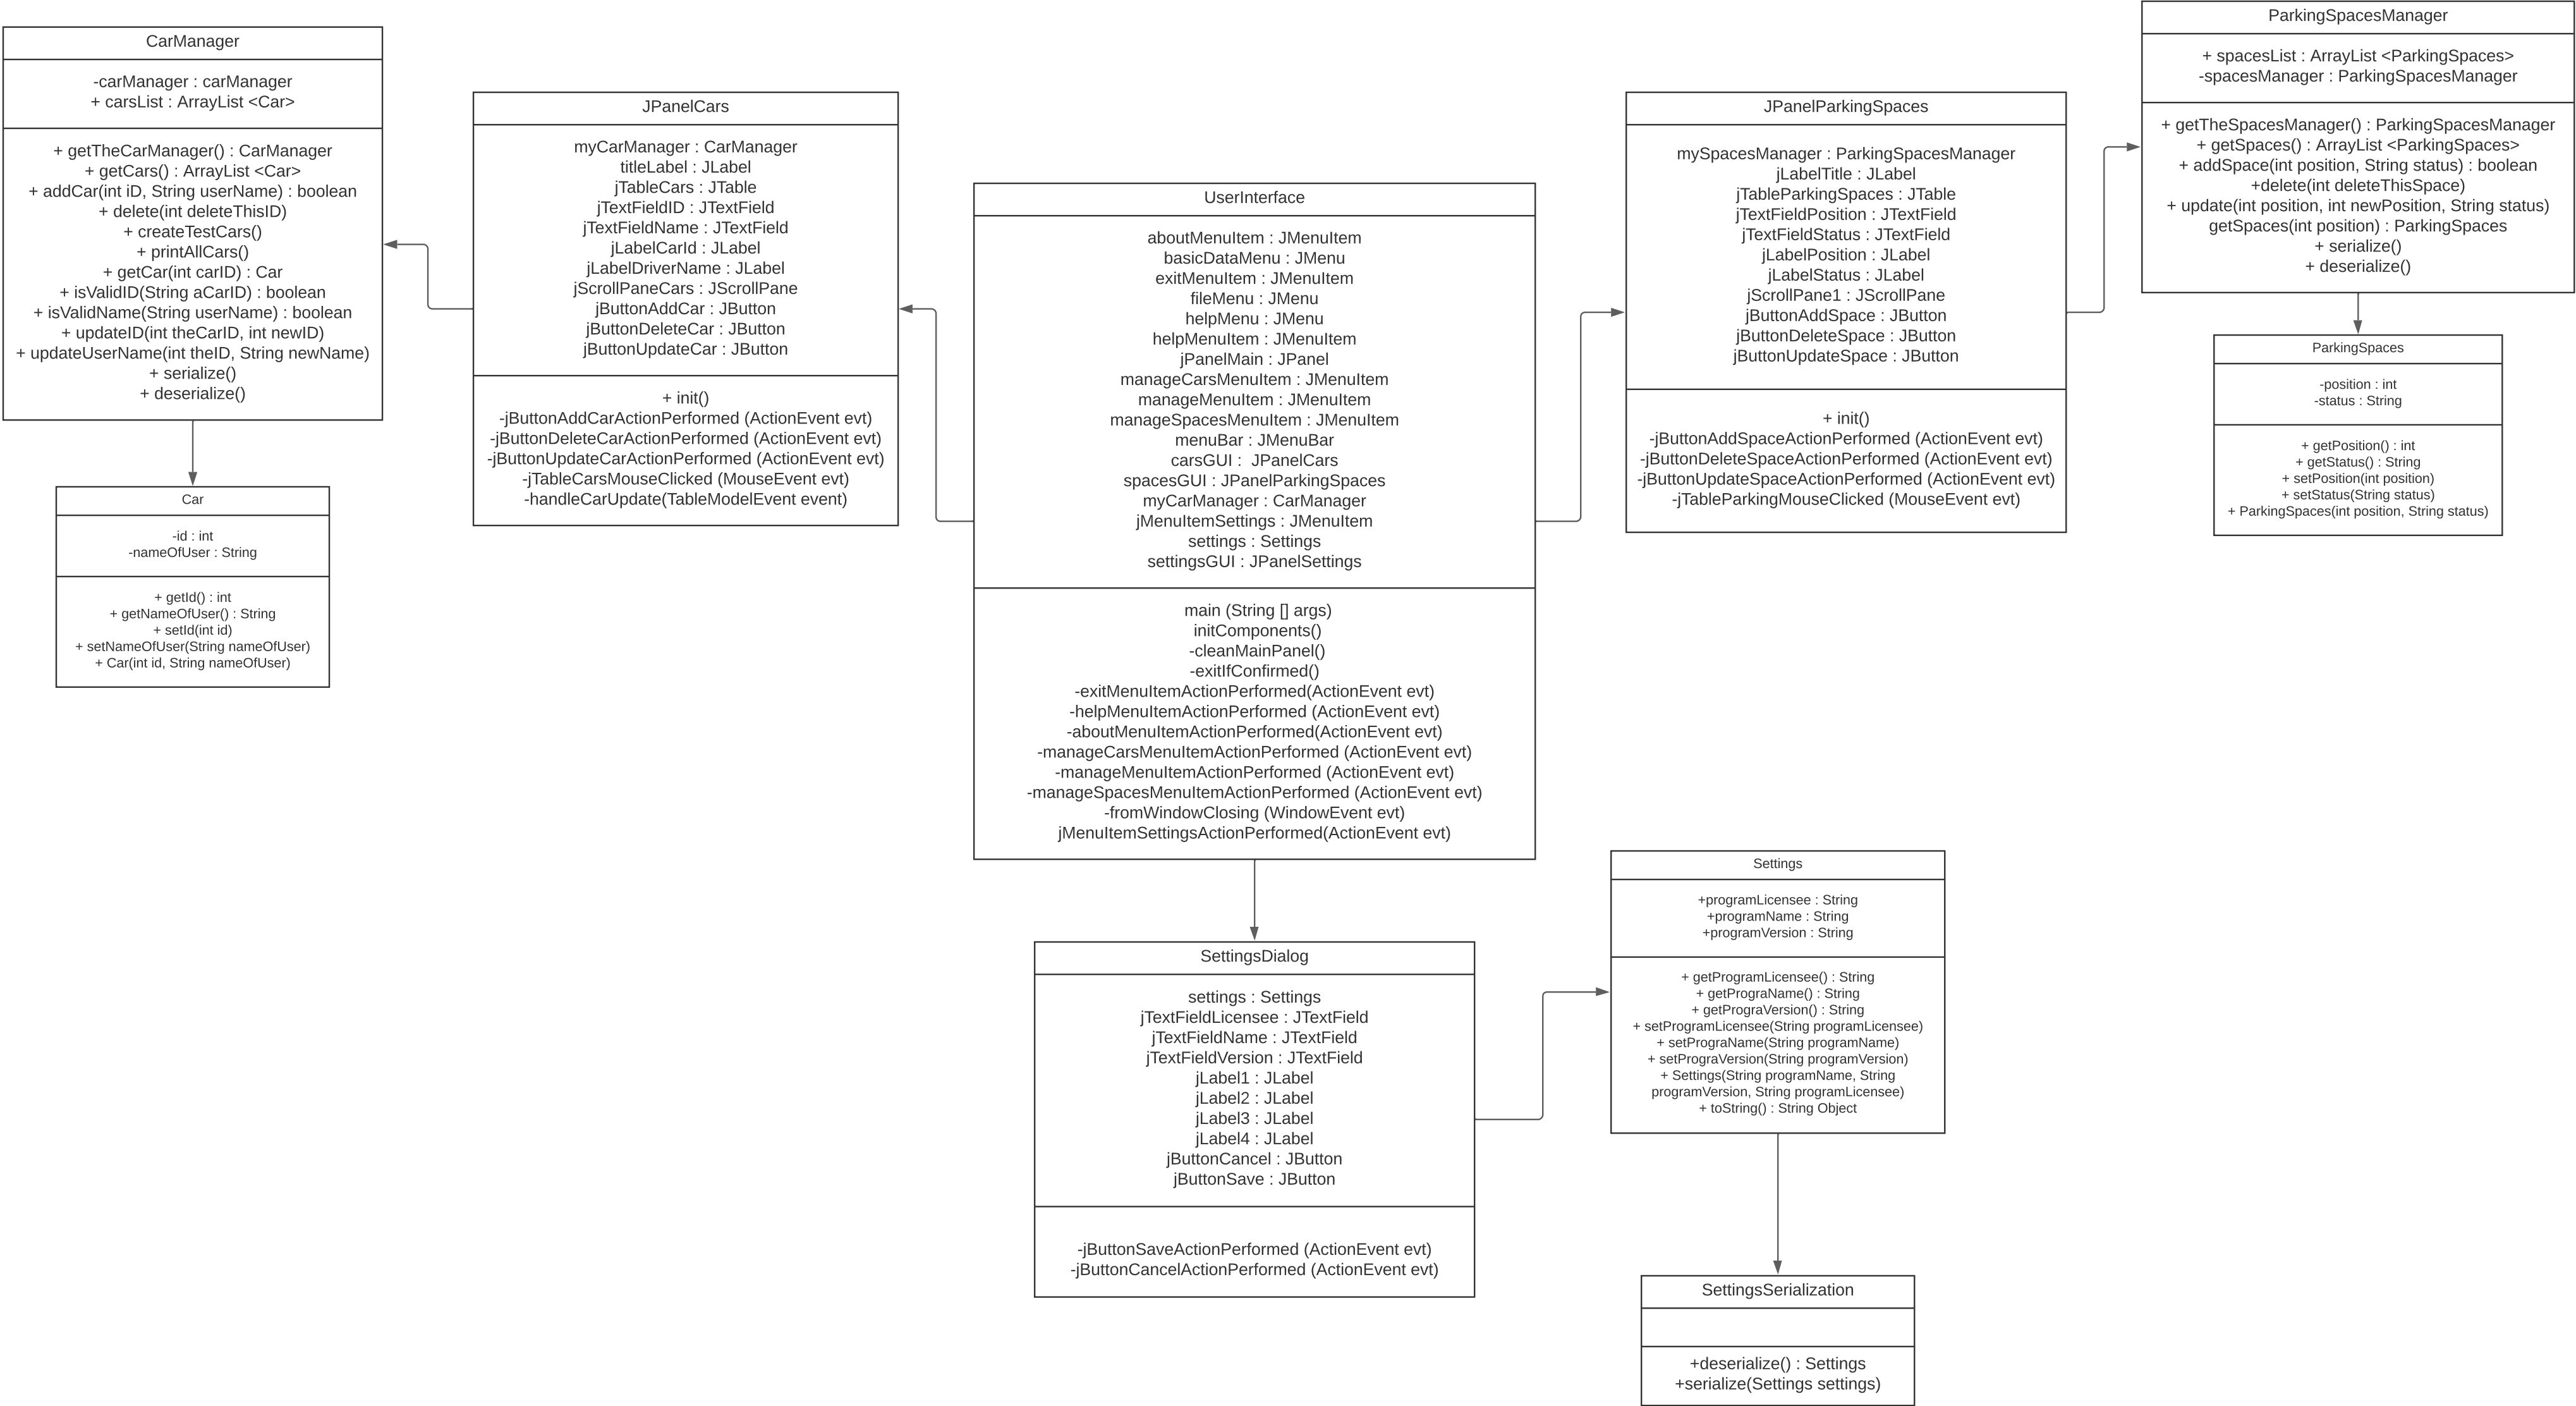 CarManager
-carManager : carManager
+ carsList : ArrayList <Car>
+ getTheCarManager() : CarManager
+ getCars() : ArrayList <Car>
+ addCar(int iD, String userName) : boolean
+ delete(int deleteThisID)
+ createTestCars()
+ printAllCars()
+ getCar(int carID) : Car
+ isValidID(String aCarID) : boolean
+ isValidName(String userName) : boolean
+ updateID(int theCarID, int newID)
+ updateUserName(int theID, String newName)
+ serialize()
+ deserialize()
Car
-id : int
-nameOfUser : String
+ getId() : int
+ getNameOfUser() : String
+ setId(int id)
+ setNameOfUser(String nameOfUser)
+ Car(int id, String nameOfUser)
JPanelCars
myCarManager : CarManager
titleLabel : JLabel
jTableCars : JTable
jTextFieldID : JTextField
jTextFieldName : JTextField
jLabelCarId : JLabel
jLabelDriverName : JLabel
jScrollPaneCars : JScrollPane
jButtonAddCar : JButton
jButtonDeleteCar : JButton
jButtonUpdateCar : JButton
+ init()
-jButtonAddCarActionPerformed (ActionEvent evt)
-jButtonDeleteCarActionPerformed (ActionEvent evt)
-jButtonUpdateCarActionPerformed (ActionEvent evt)
-jTableCarsMouseClicked (MouseEvent evt)
-handleCarUpdate(TableModelEvent event)
UserInterface
aboutMenuItem : JMenuItem
basicDataMenu : JMenu
exitMenuItem : JMenuItem
fileMenu : JMenu
helpMenu : JMenu
helpMenuItem : JMenuItem
jPanelMain : JPanel
manageCarsMenuItem : JMenuItem
manageMenuItem : JMenuItem
manageSpacesMenuItem : JMenuItem
menuBar : JMenuBar
carsGUI :  JPanelCars
spacesGUI : JPanelParkingSpaces
myCarManager : CarManager
jMenuItemSettings : JMenuItem
settings : Settings
settingsGUI : JPanelSettings
main (String [] args)
initComponents()
-cleanMainPanel()
-exitIfConfirmed()
-exitMenuItemActionPerformed(ActionEvent evt)
-helpMenuItemActionPerformed (ActionEvent evt)
-aboutMenuItemActionPerformed(ActionEvent evt)
-manageCarsMenuItemActionPerformed (ActionEvent evt)
-manageMenuItemActionPerformed (ActionEvent evt)
-manageSpacesMenuItemActionPerformed (ActionEvent evt)
-fromWindowClosing (WindowEvent evt)
jMenuItemSettingsActionPerformed(ActionEvent evt)
SettingsDialog
settings : Settings
jTextFieldLicensee : JTextField
jTextFieldName : JTextField
jTextFieldVersion : JTextField
jLabel1 : JLabel
jLabel2 : JLabel
jLabel3 : JLabel
jLabel4 : JLabel
jButtonCancel : JButton
jButtonSave : JButton
-jButtonSaveActionPerformed (ActionEvent evt)
-jButtonCancelActionPerformed (ActionEvent evt)
JPanelParkingSpaces
mySpacesManager : ParkingSpacesManager
jLabelTitle : JLabel
jTableParkingSpaces : JTable
jTextFieldPosition : JTextField
jTextFieldStatus : JTextField
jLabelPosition : JLabel
jLabelStatus : JLabel
jScrollPane1 : JScrollPane
jButtonAddSpace : JButton
jButtonDeleteSpace : JButton
jButtonUpdateSpace : JButton
+ init()
-jButtonAddSpaceActionPerformed (ActionEvent evt)
-jButtonDeleteSpaceActionPerformed (ActionEvent evt)
-jButtonUpdateSpaceActionPerformed (ActionEvent evt)
-jTableParkingMouseClicked (MouseEvent evt)
ParkingSpacesManager
+ spacesList : ArrayList <ParkingSpaces>
-spacesManager : ParkingSpacesManager
+ getTheSpacesManager() : ParkingSpacesManager
+ getSpaces() : ArrayList <ParkingSpaces>
+ addSpace(int position, String status) : boolean
+delete(int deleteThisSpace)
+ update(int position, int newPosition, String status)
getSpaces(int position) : ParkingSpaces
+ serialize()
+ deserialize()
ParkingSpaces
-position : int
-status : String
+ getPosition() : int
+ getStatus() : String
+ setPosition(int position)
+ setStatus(String status)
+ ParkingSpaces(int position, String status)
Settings
+programLicensee : String
+programName : String
+programVersion : String
+ getProgramLicensee() : String
+ getPrograName() : String
+ getPrograVersion() : String
+ setProgramLicensee(String programLicensee)
+ setPrograName(String programName)
+ setPrograVersion(String programVersion)
+ Settings(String programName, String
programVersion, String programLicensee)
+ toString() : String Object
SettingsSerialization
+deserialize() : Settings
+serialize(Settings settings)